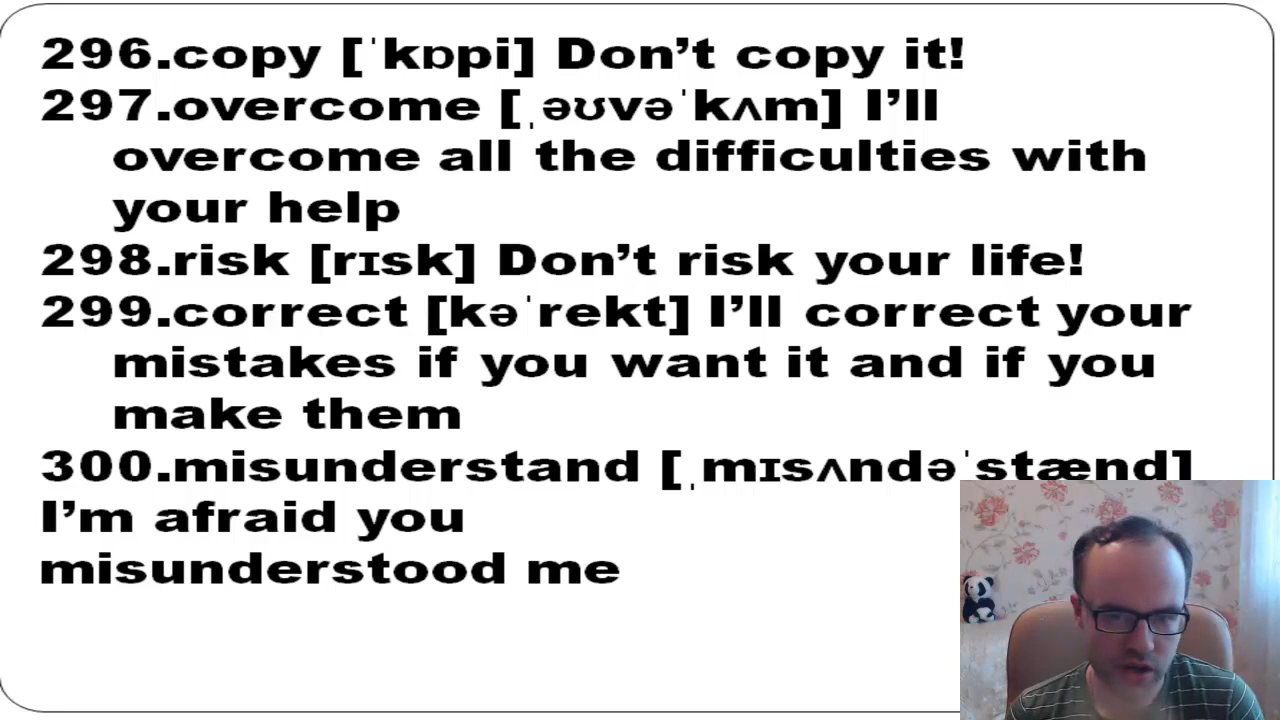 296.copy [ˈkɒpi] Don’t copy it!
297.overcome [ˌəʊvəˈkʌm] I’ll
overcome all the difficulties with
your help
298.risk [rɪsk] Don’t risk your life!
299.correct [kəˈrekt] I’ll correct your
mistakes if you want it and if you
make them
300.misunderstand [ˌmɪsʌndəˈstænd]
I’m afraid you
misunderstood me